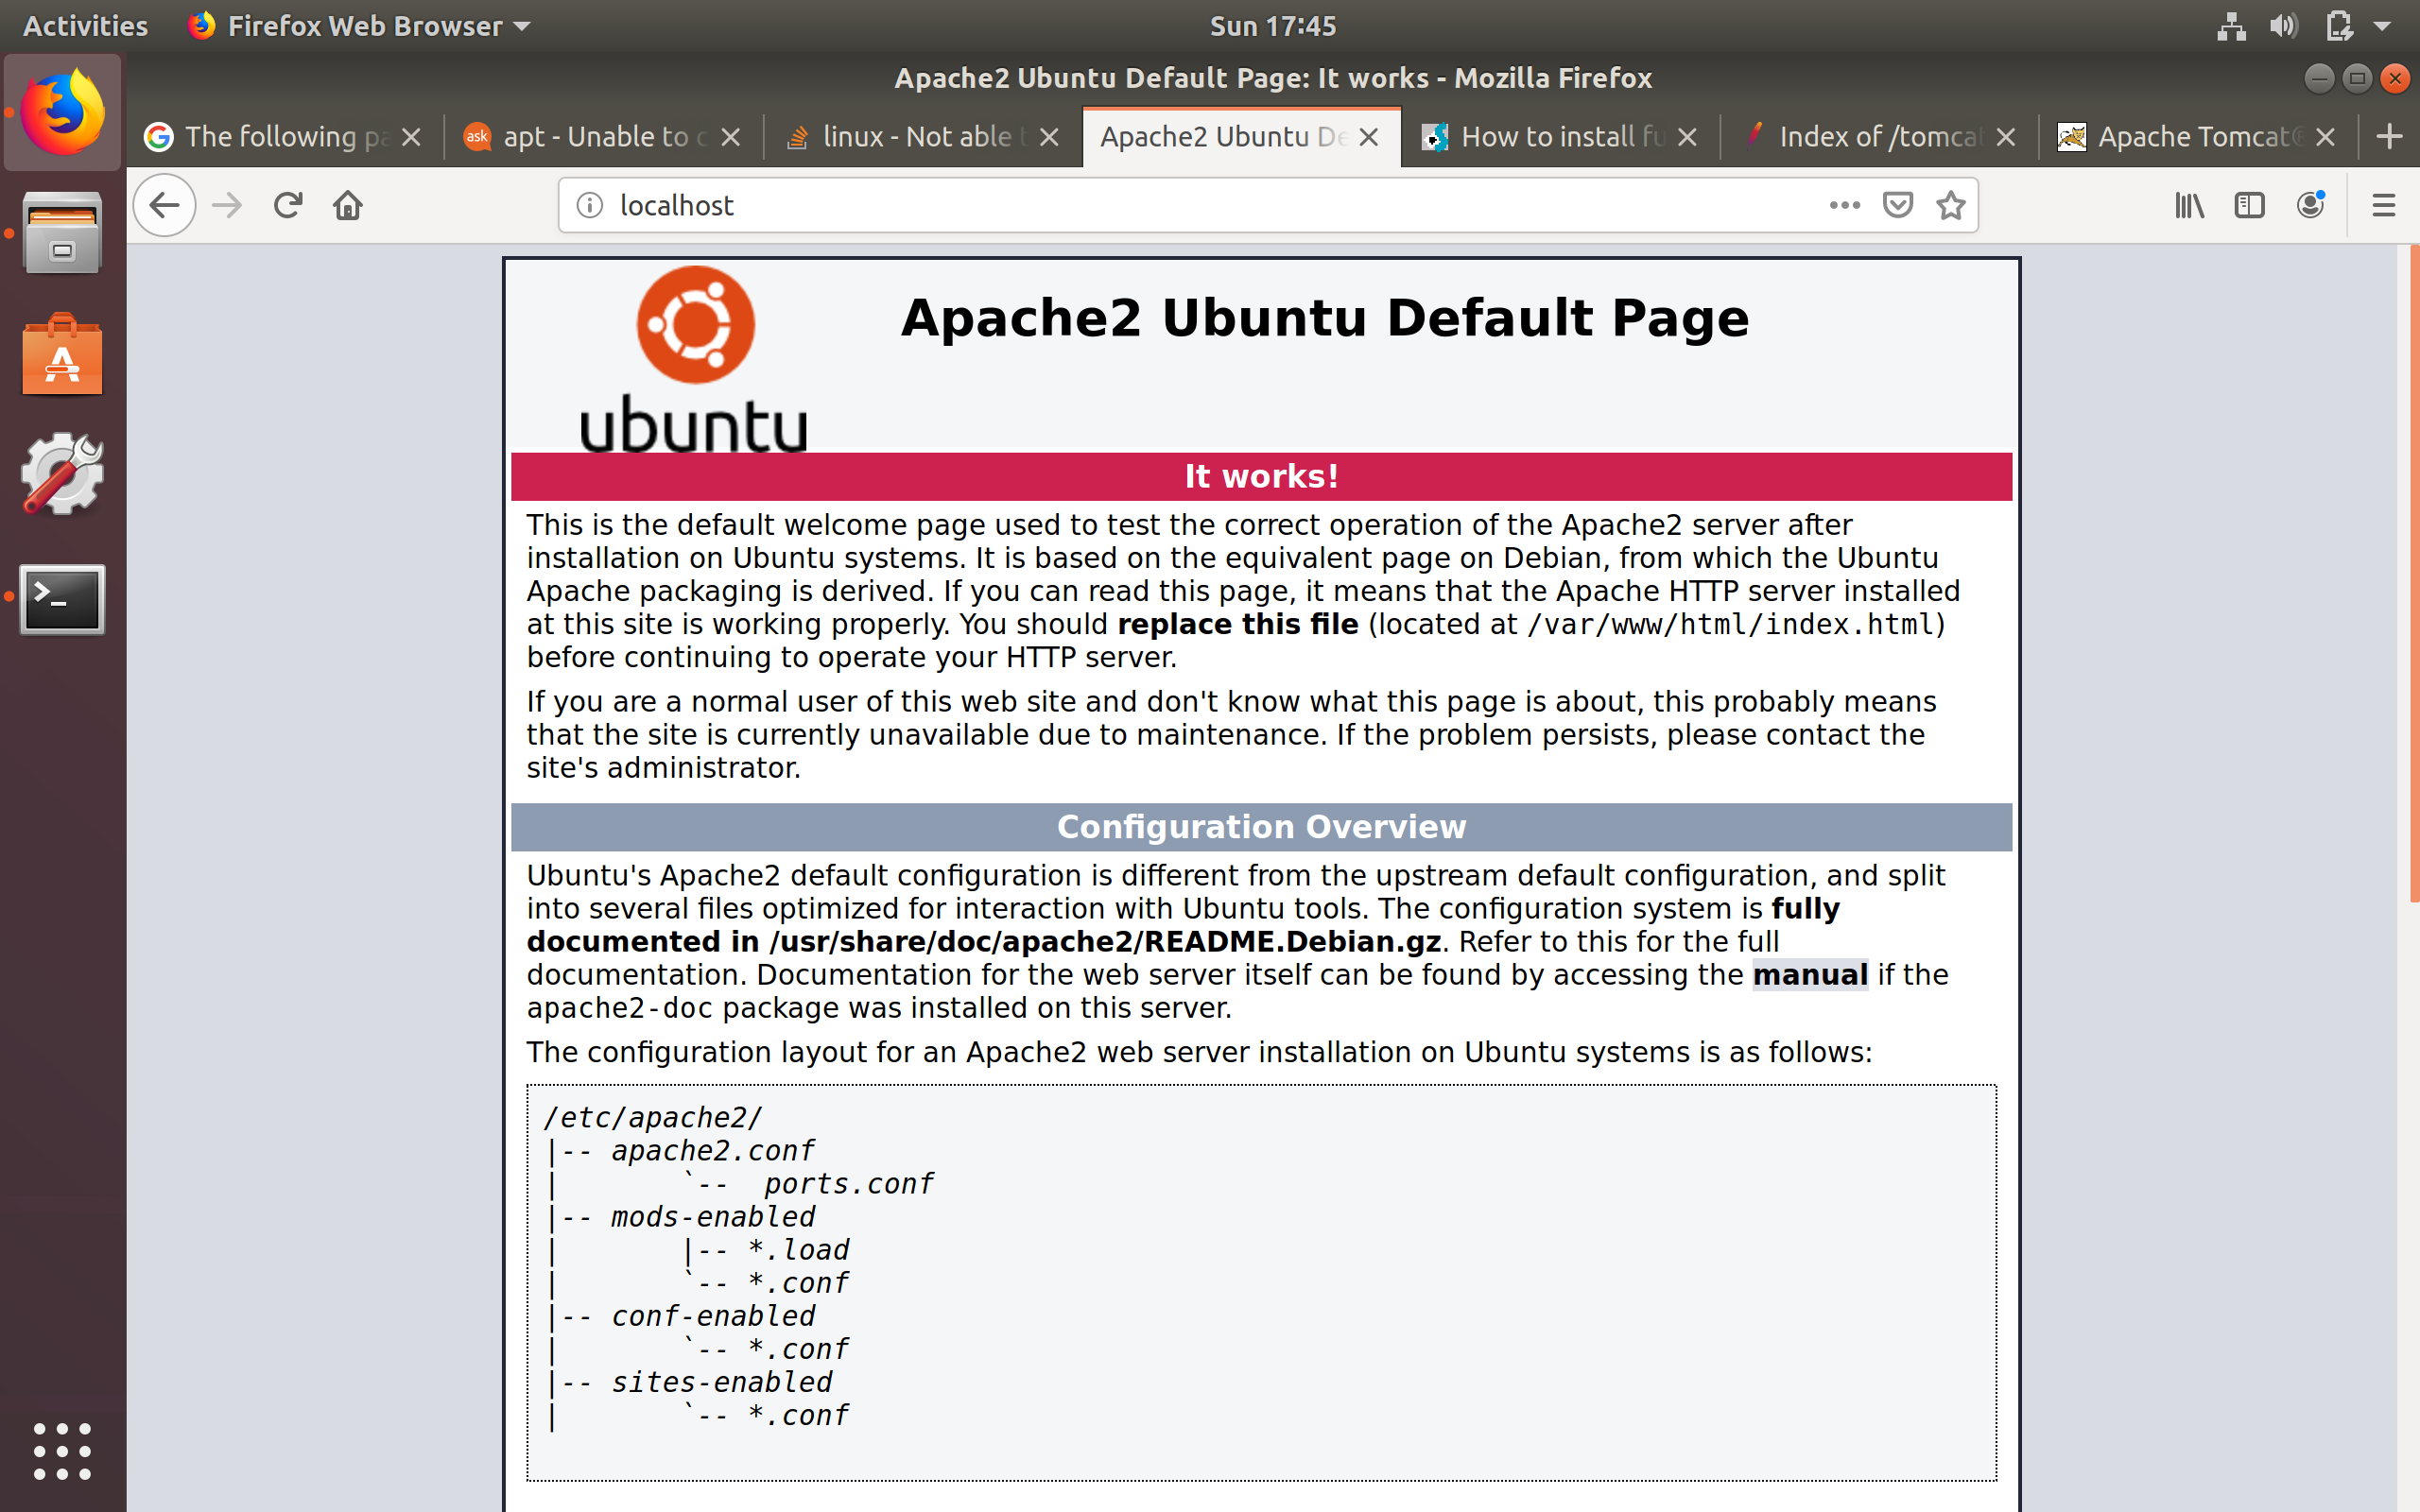 Activities
Firefox Web Browser
Sun 17:45
Apache2 Ubuntu Default Page: It works - Mozilla Firefox
The following pa
ask
apt - Unable to c
linux - Not able t
Apache2 Ubuntu De
How to install fu
Index of /tomcat
Apache Tomcat®
localhost
ubuntu
Apache2 Ubuntu Default Page
It works!
This is the default welcome page used to test the correct operation of the Apache2 server after
installation on Ubuntu systems. It is based on the equivalent page on Debian, from which the Ubuntu
Apache packaging is derived. If you can read this page, it means that the Apache HTTP server installed
at this site is working properly. You should replace this file (located at /var/www/html/index.html)
before continuing to operate your HTTP server.
If you are a normal user of this web site and don't know what this page is about, this probably means
that the site is currently unavailable due to maintenance. If the problem persists, please contact the
site's administrator.
Configuration Overview
Ubuntu's Apache2 default configuration is different from the upstream default configuration, and split
into several files optimized for interaction with Ubuntu tools. The configuration system is fully
documented in /usr/share/doc/apache2/README.Debian.gz. Refer to this for the full
documentation. Documentation for the web server itself can be found by accessing the manual if the
apache2-doc package was installed on this server.
The configuration layout for an Apache2 web server installation on Ubuntu systems is as follows:
/etc/apache2/
|-- apache2.conf
|       `--  ports.conf
|-- mods-enabled
|       |-- *.load
|       `-- *.conf
|-- conf-enabled
|       `-- *.conf
|-- sites-enabled
|       `-- *.conf